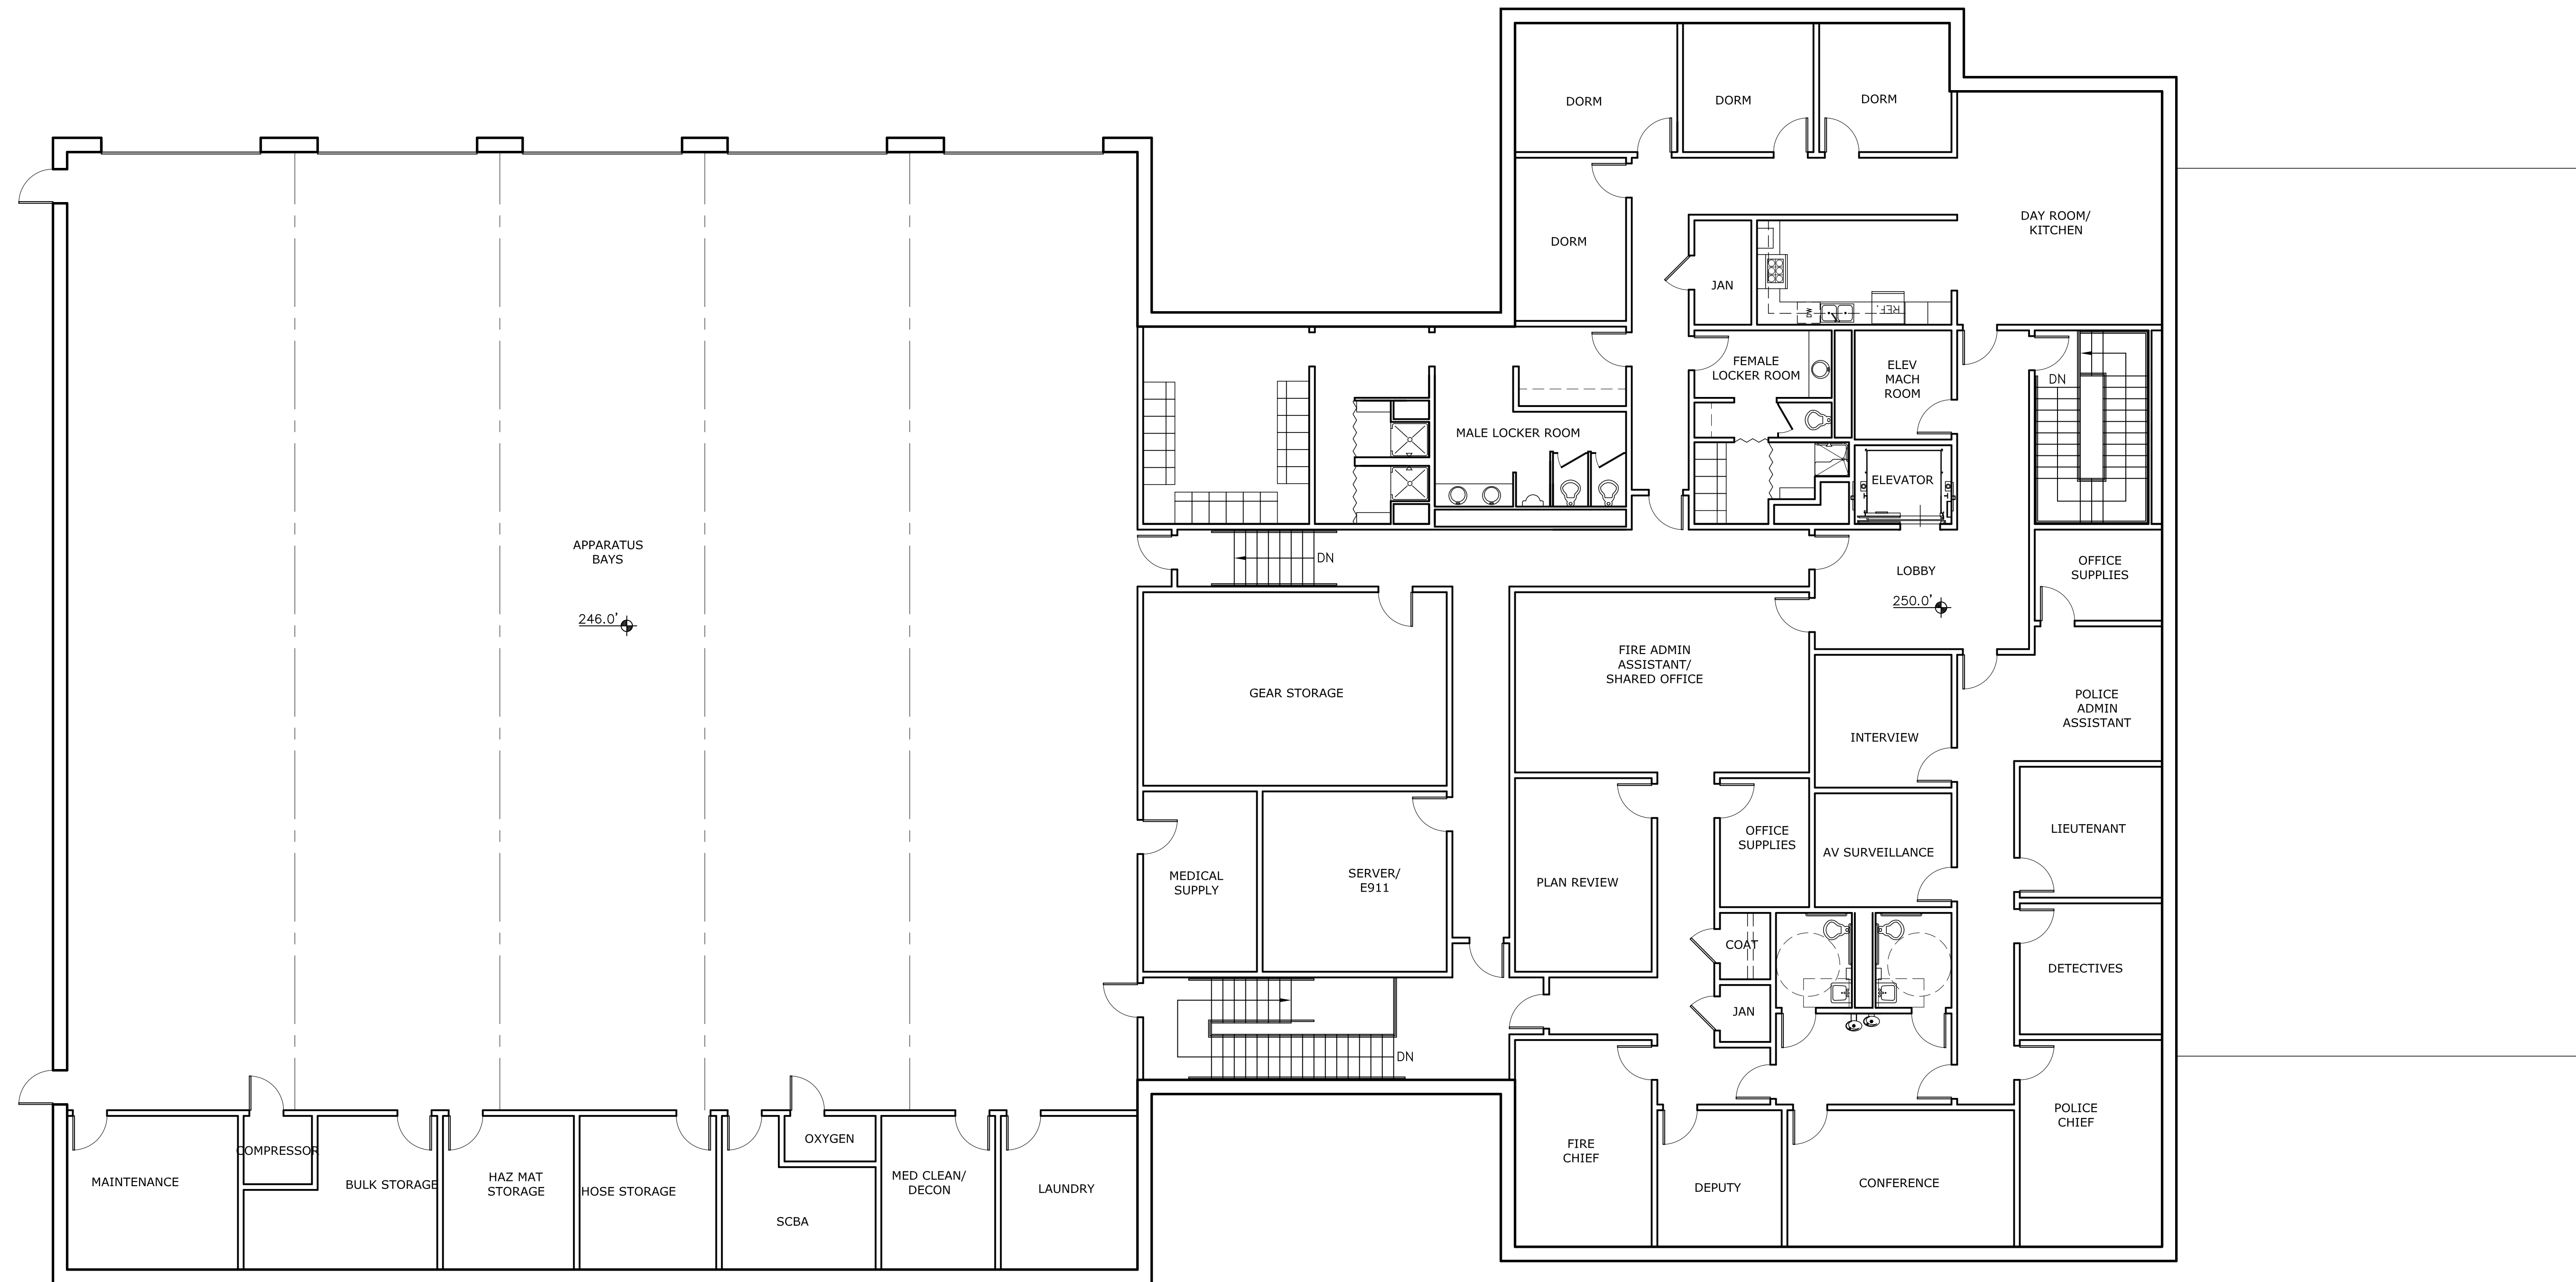 DORM
DORM
DORM
DORM
DAY ROOM/
KITCHEN
JAN
DW
REF.
FEMALE
LOCKER ROOM
ELEV
MACH
ROOM
DN
MALE LOCKER ROOM
ELEVATOR
APPARATUS
BAYS
246.0'
DN
LOBBY
250.0'
OFFICE
SUPPLIES
GEAR STORAGE
FIRE ADMIN
ASSISTANT/
SHARED OFFICE
POLICE
ADMIN
ASSISTANT
INTERVIEW
MEDICAL
SUPPLY
SERVER/
E911
PLAN REVIEW
OFFICE
SUPPLIES
AV SURVEILLANCE
LIEUTENANT
COAT
DETECTIVES
JAN
DN
MAINTENANCE
COMPRESSOR
BULK STORAGE
HAZ MAT
STORAGE
HOSE STORAGE
OXYGEN
SCBA
MED CLEAN/
DECON
LAUNDRY
FIRE
CHIEF
DEPUTY
CONFERENCE
POLICE
CHIEF